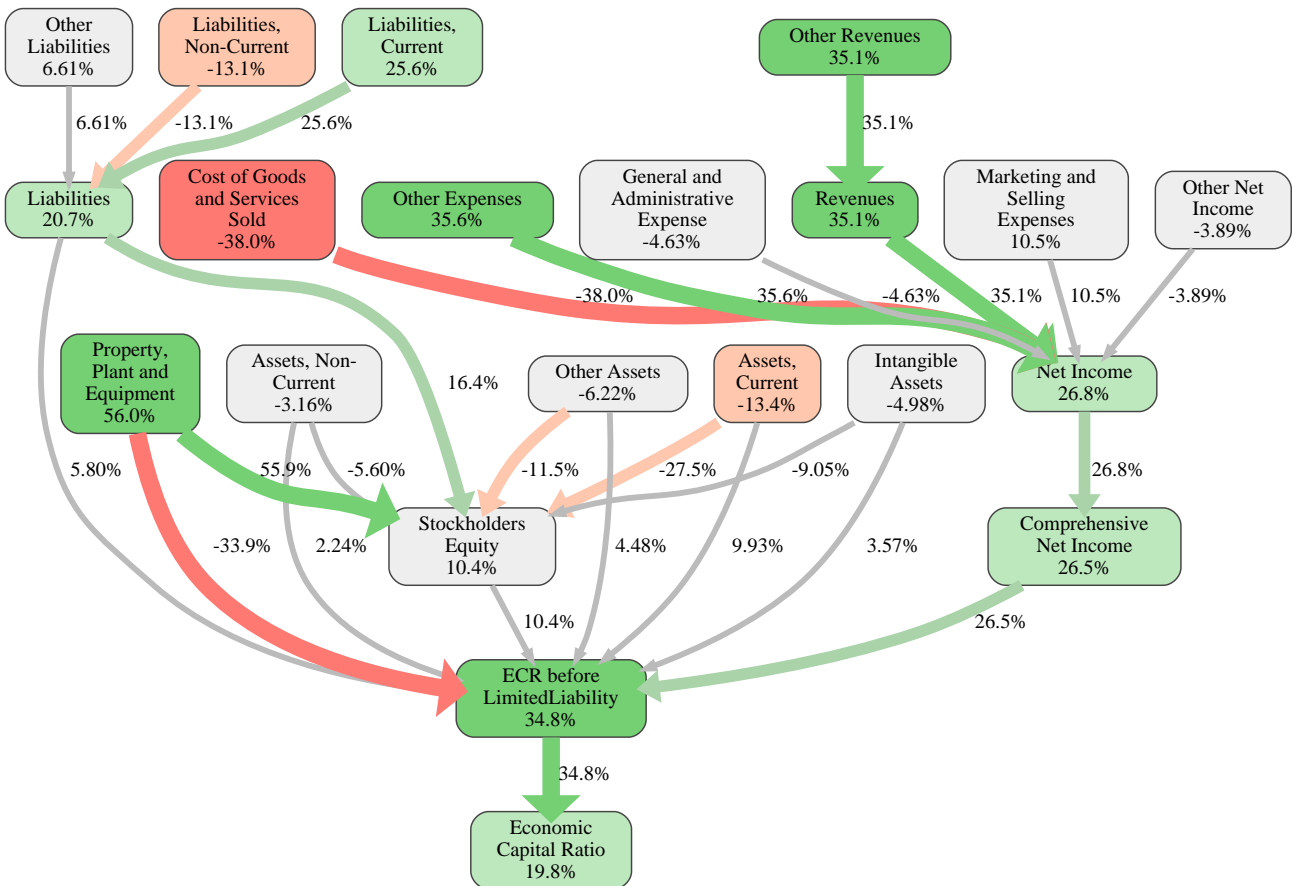 Other
Liabilities
6.61%
Liabilities,
Non-Current
-13.1%
Liabilities,
Current
25.6%
Other Revenues
35.1%
6.61%
-13.1%
25.6%
35.1%
Liabilities
20.7%
Cost of Goods
and Services
Sold
-38.0%
Other Expenses
35.6%
General and
Administrative
Expense
-4.63%
Revenues
35.1%
Marketing and
Selling
Expenses
10.5%
Other Net
Income
-3.89%
-38.0%
35.6%
-4.63%
35.1%
10.5%
-3.89%
Property,
Plant and
Equipment
56.0%
Assets, Non-
Current
-3.16%
16.4%
Other Assets
-6.22%
Assets,
Current
-13.4%
Intangible
Assets
-4.98%
Net Income
26.8%
5.80%
55.9%
-5.60%
-11.5%
-27.5%
-9.05%
26.8%
Stockholders
Equity
10.4%
Comprehensive
Net Income
26.5%
-33.9%
2.24%
4.48%
9.93%
3.57%
10.4%
26.5%
ECR before
LimitedLiability
34.8%
34.8%
Economic
Capital Ratio
19.8%